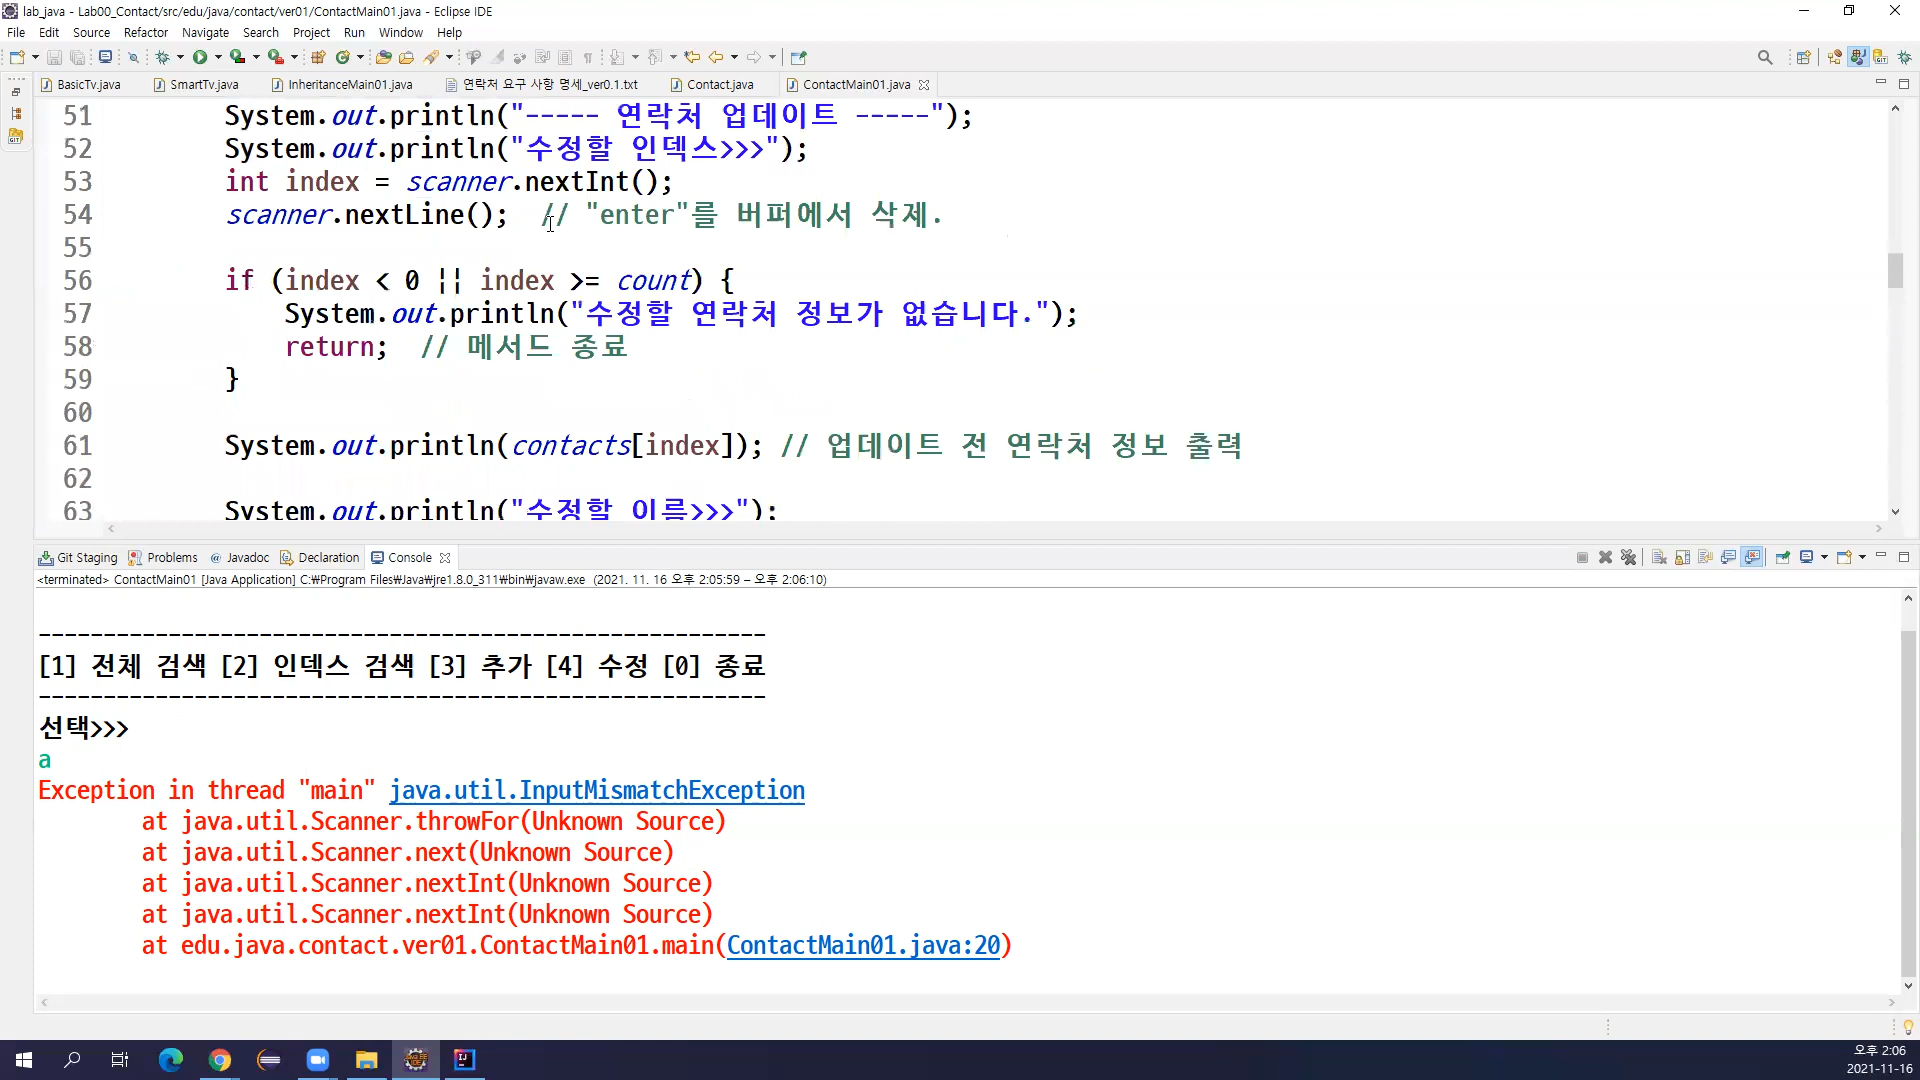 lab_java - Lab00_Contact/src/edu/java/contact/ver01/ContactMain01.java - Eclipse IDE
File Edit Source Refactor Navigate Search Project Run Window Help
BasicTv.java SmartTv.java InheritanceMain01.java 연락처 요구 사항 명세_ver0.1.txt Contact.java ContactMain01.java
51 System.out.println("----- 연락처 업데이트 -----");
52 System.out.println("수정할 인덱스>>>");
53 int index = scanner.nextInt();
54 scanner.nextLine(); // "enter"를 버퍼에서 삭제.
55
56 if (index < 0 || index >= count) {
57 System.out.println("수정할 연락처 정보가 없습니다.");
58 return; // 메서드 종료
59 }
60
61 System.out.println(contacts[index]); // 업데이트 전 연락처 정보 출력
62
63 System.out.println("수정할 이름>>>");
Git Staging Problems Javadoc Declaration Console
<terminated> ContactMain01 [Java Application] C:₩Program Files₩Java₩jre1.8.0_311₩bin₩javaw.exe (2021. 11. 16 오후 2:05:59 – 오후 2:06:10)
--------------------------------------------------------
[1] 전체 검색 [2] 인덱스 검색 [3] 추가 [4] 수정 [0] 종료
--------------------------------------------------------
선택>>>
a
Exception in thread "main" java.util.InputMismatchException
at java.util.Scanner.throwFor(Unknown Source)
at java.util.Scanner.next(Unknown Source)
at java.util.Scanner.nextInt(Unknown Source)
at java.util.Scanner.nextInt(Unknown Source)
at edu.java.contact.ver01.ContactMain01.main(ContactMain01.java:20)
오후 2:06
2021-11-16